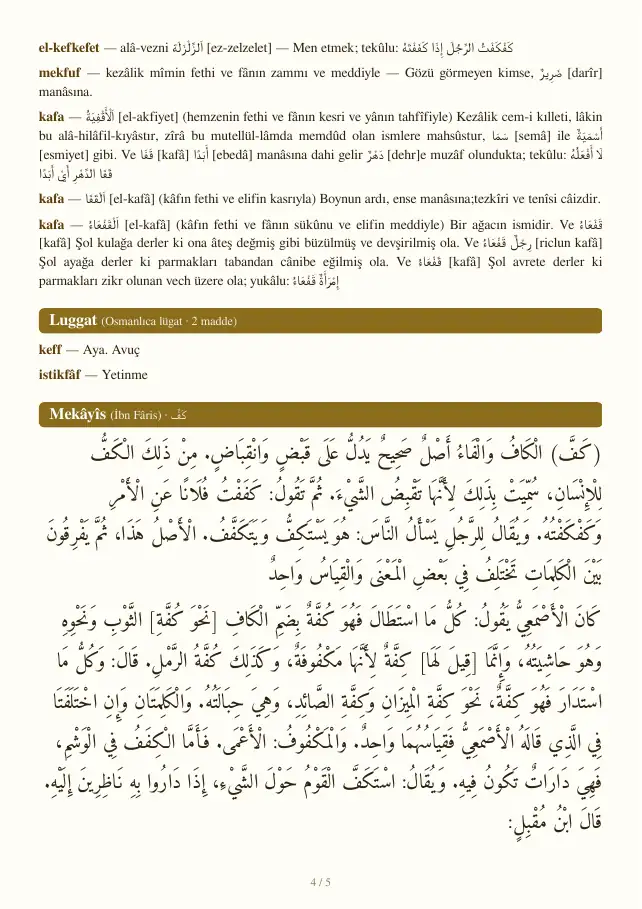 el-kefkefet — alâ-vezni اَلزَّلْزَلَةُ [ez-zelzelet] — Men etmek; tekûlu: كَفْكَفْتُ الرَّجُلَ إِذَا كَفَفْتَهُ
mekfuf — kezâlik mîmin fethi ve fânın zammı ve meddiyle — Gözü görmeyen kimse, ضَرِيرٌ [darîr]
manâsına.
kafa — اَلْأَقْفِيَةُ [el-akfiyet] (hemzenin fethi ve fânın kesri ve yânın tahfîfiyle) Kezâlik cem-i kılleti, lâkin
bu alâ-hilâfil-kıyâstır, zîrâ bu mutellül-lâmda memdûd olan ismlere mahsûstur, سَمَا [semâ] ile أَسْمِيَةٌ
[esmiyet] gibi. Ve قَفَا [kafâ] أَبَدًا [ebedâ] manâsına dahi gelir دَهْرٌ [dehr]e muzâf olundukta; tekûlu: لَا أَفْعَلُهُ
قَفَا الدَّهْرِ أَيْ أَبَدًا
kafa — اَلْقَفَا [el-kafâ] (kâfın fethi ve elifin kasrıyla) Boynun ardı, ense manâsına;tezkîri ve tenîsi câizdir.
kafa — اَلْقَفْعَاءُ [el-kafâ] (kâfın fethi ve fânın sükûnu ve elifin meddiyle) Bir ağacın ismidir. Ve قَفْعَاءُ
[kafâ] Şol kulağa derler ki ona âteş değmiş gibi büzülmüş ve devşirilmiş ola. Ve رِجْلٌ قَفْعَاءُ [riclun kafâ]
Şol ayağa derler ki parmakları tabandan cânibe eğilmiş ola. Ve قَفْعَاءُ [kafâ] Şol avrete derler ki
parmakları zikr olunan vech üzere ola; yukâlu: إِمْرَأَةٌ قَفْعَاءُ
Luggat (Osmanlıca lügat · 2 madde)
keff — Aya. Avuç
istikfâf — Yetinme
Mekâyîs (İbn Fâris) · كَفَّ
(كَفَّ) الْكَافُ وَالْفَاءُ أَصْلٌ صَحِيحٌ يَدُلُّ عَلَى قَبْضٍ وَانْقِبَاضٍ. مِنْ ذَلِكَ الْكَفُّ
لِلْإِنْسَانِ، سُمِّيَتْ بِذَلِكَ لِأَنَّهَا تَقْبِضُ الشَّيْءَ. ثُمَّ تَقُولُ: كَفَفْتُ فُلَانًا عَنِ الْأَمْرِ
وَكَفْكَفْتُهُ. وَيُقَالُ لِلرَّجُلِ يَسْأَلُ النَّاسَ: هُوَ يَسْتَكِفُّ وَيَتَكَفَّفُ. الْأَصْلُ هَذَا، ثُمَّ يَفْرِقُونَ
بَيْنَ الْكَلِمَاتِ تَخْتَلِفُ فِي بَعْضِ الْمَعْنَى وَالْقِيَاسُ وَاحِدٌ
كَانَ الْأَصْمَعِيُّ يَقُولُ: كُلُّ مَا اسْتَطَالَ فَهُوَ كُفَّةٌ بِضَمِّ الْكَافِ [نَحْوَ كُفَّةِ] الثَّوْبِ وَنَحْوِهِ
وَهُوَ حَاشِيَتُهُ، وَإِنَّمَا [قِيلَ لَهَا] كِفَّةٌ لِأَنَّهَا مَكْفُوفَةٌ، وَكَذَلِكَ كُفَّةُ الرَّمْلِ. قَالَ: وَكُلُّ مَا
اسْتَدَارَ فَهُوَ كِفَّةٌ، نَحْوَ كِفَّةِ الْمِيزَانِ وَكِفَّةِ الصَّائِدِ، وَهِيَ حِبَالَتُهُ. وَالْكَلِمَتَانِ وَإِنِ اخْتَلَفَتَا
فِي الَّذِي قَالَهُ الْأَصْمَعِيُّ فَقِيَاسُهُمَا وَاحِدٌ. وَالْمَكْفُوفُ: الْأَعْمَى. فَأَمَّا الْكِفَفُ فِي الْوَشْمِ،
فَهِيَ دَارَاتٌ تَكُونُ فِيهِ. وَيُقَالُ: اسْتَكَفَّ الْقَوْمُ حَوْلَ الشَّيْءِ، إِذَا دَارُوا بِهِ نَاظِرِينَ إِلَيْهِ.
قَالَ ابْنُ مُقْبِلٍ:
4 / 5